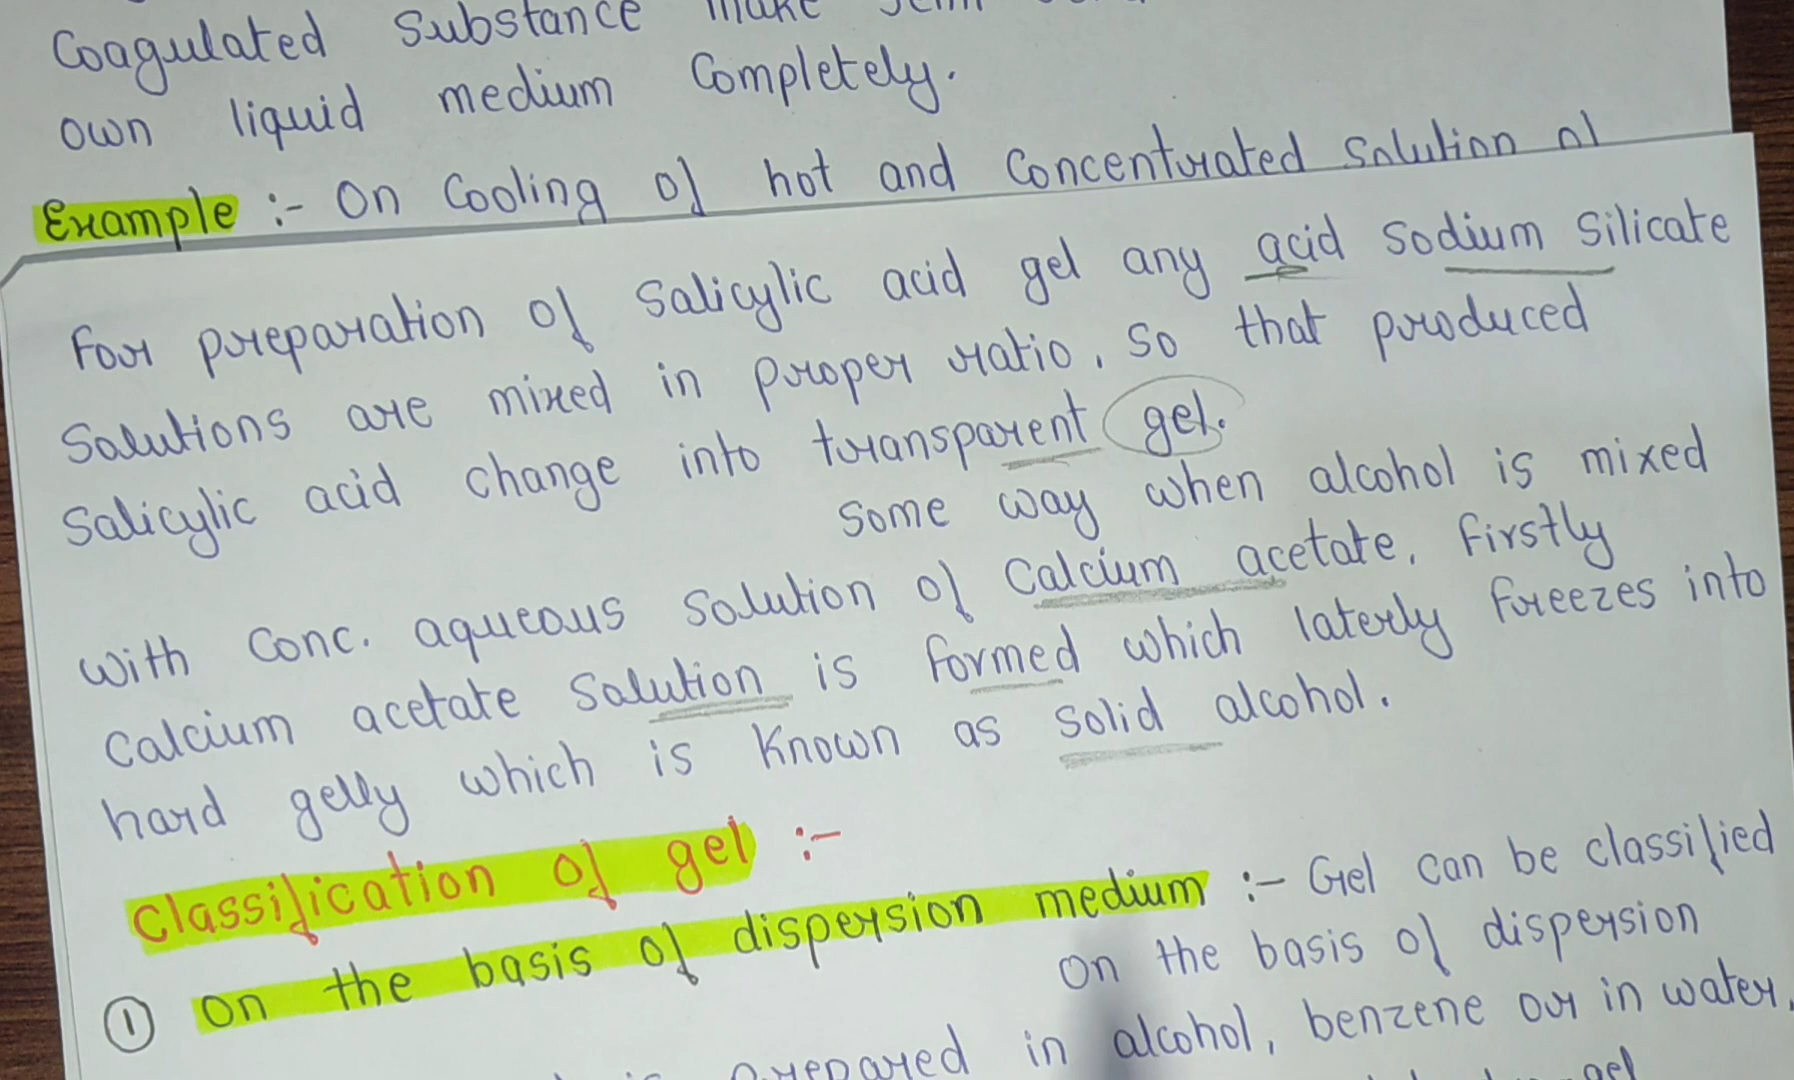 Coagulated substance make
own liquid medium Completely.
Example :- On Cooling of hot and Concentrated Solution of
For preparation of Salicylic acid gel any acid Sodium Silicate
Solutions are mixed in proper ratio, So that produced
Salicylic acid change into transparent gel.
Some way when alcohol is mixed
with Conc. aqueous Solution of Calcium acetate, Firstly
Calcium acetate Solution is formed which laterly freezes into
hard gelly which is Known as Solid alcohol.
Classification of gel :-
① On the basis of dispersion medium :- Gel can be classified
On the basis of dispersion
prepared in alcohol, benzene our in water,
gel